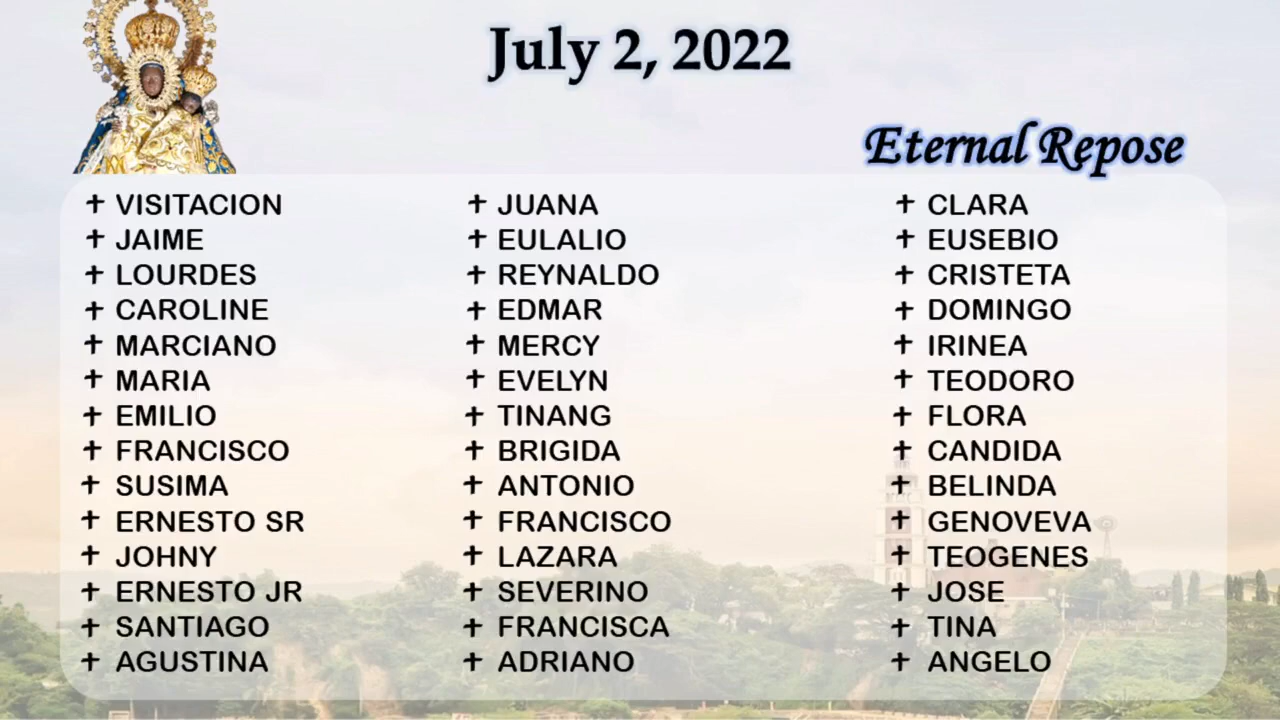 July 2, 2022
Eternal Repose
✝ VISITACION
✝ JAIME
✝ LOURDES
✝ CAROLINE
✝ MARCIANO
✝ MARIA
✝ EMILIO
✝ FRANCISCO
✝ SUSIMA
✝ ERNESTO SR
✝ JOHNY
✝ ERNESTO JR
✝ SANTIAGO
✝ AGUSTINA
✝ JUANA
✝ EULALIO
✝ REYNALDO
✝ EDMAR
✝ MERCY
✝ EVELYN
✝ TINANG
✝ BRIGIDA
✝ ANTONIO
✝ FRANCISCO
✝ LAZARA
✝ SEVERINO
✝ FRANCISCA
✝ ADRIANO
✝ CLARA
✝ EUSEBIO
✝ CRISTETA
✝ DOMINGO
✝ IRINEA
✝ TEODORO
✝ FLORA
✝ CANDIDA
✝ BELINDA
✝ GENOVEVA
✝ TEOGENES
✝ JOSE
✝ TINA
✝ ANGELO